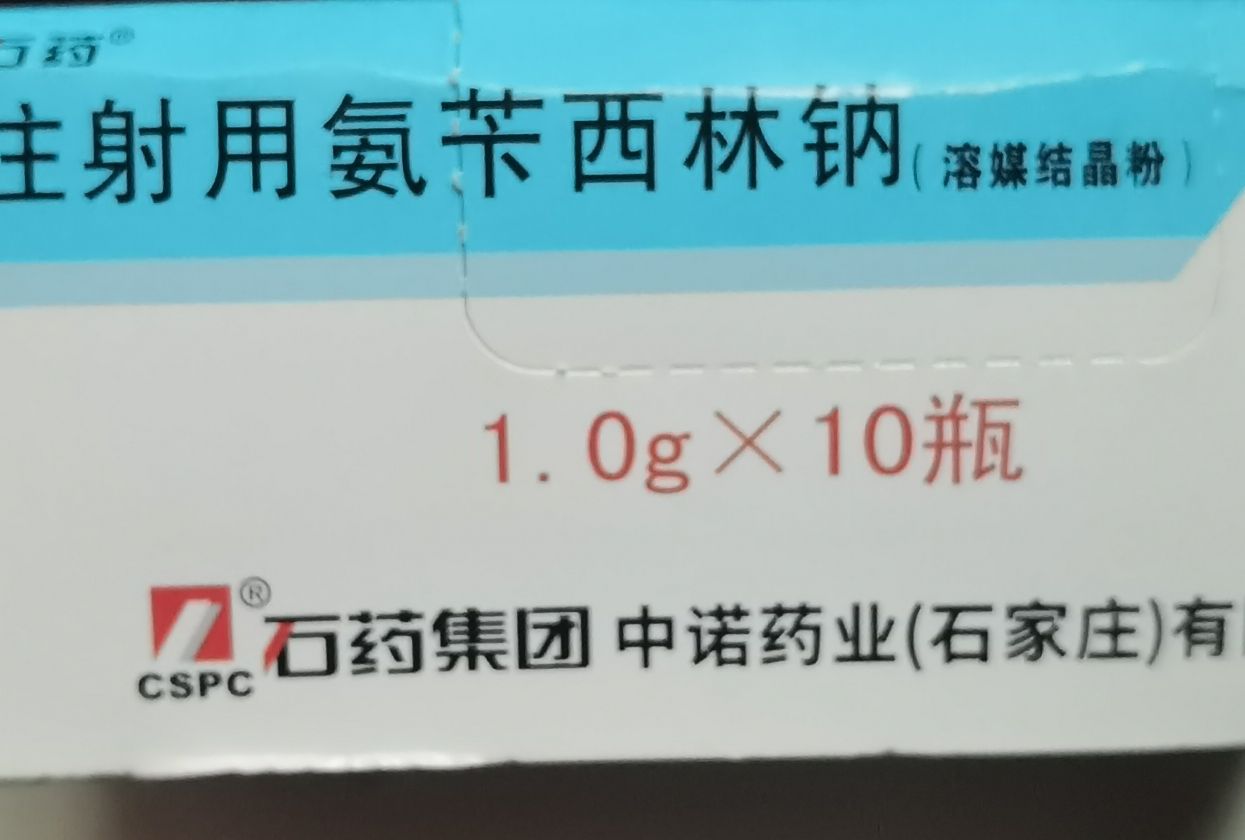 石药®
注射用氨苄西林钠(溶媒结晶粉)
1.0g×10瓶
®
CSPC
石药集团 中诺药业(石家庄)有